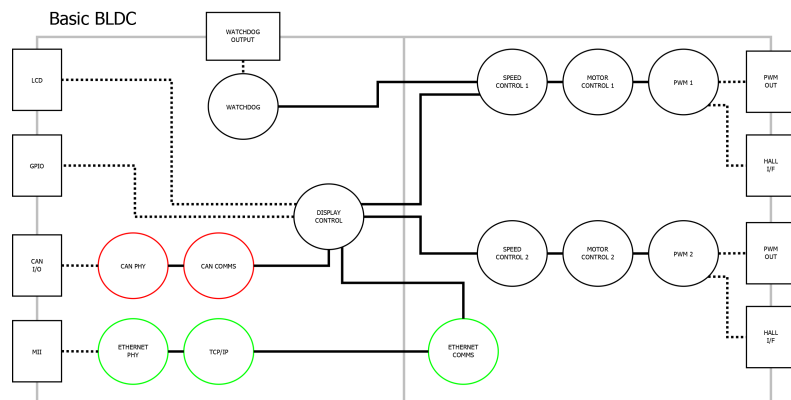 Basic BLDC
WATCHDOG
OUTPUT
LCD
WATCHDOG
SPEED
CONTROL 1
MOTOR
CONTROL 1
PWM 1
PWM
OUT
GPIO
HALL
I/F
DISPLAY
CONTROL
CAN
I/O
CAN PHY
CAN COMMS
SPEED
CONTROL 2
MOTOR
CONTROL 2
PWM 2
PWM
OUT
MII
ETHERNET
PHY
TCP/IP
ETHERNET
COMMS
HALL
I/F